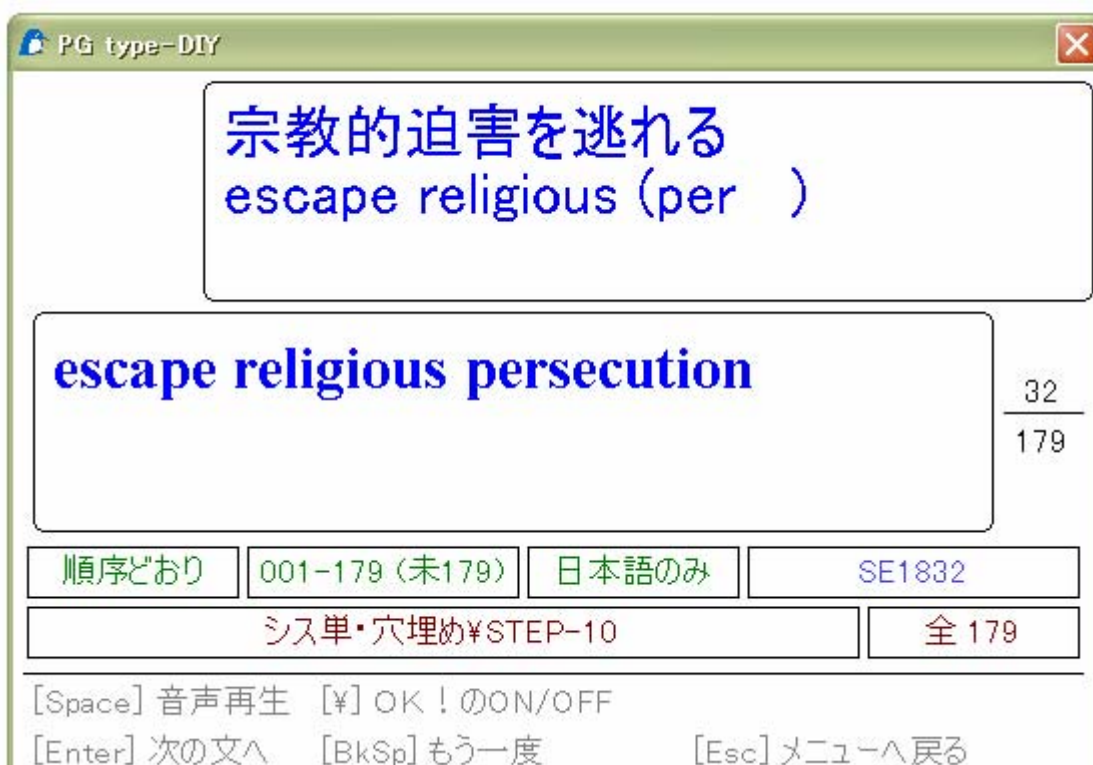 PG type-DIY
宗教的迫害を逃れる
escape religious (per　)
escape religious persecution
32
179
順序どおり 001-179 (未179) 日本語のみ SE1832
シス単・穴埋め¥STEP-10 全 179
[Space] 音声再生 [¥] OK！のON/OFF
[Enter] 次の文へ [BkSp] もう一度 [Esc] メニューへ戻る